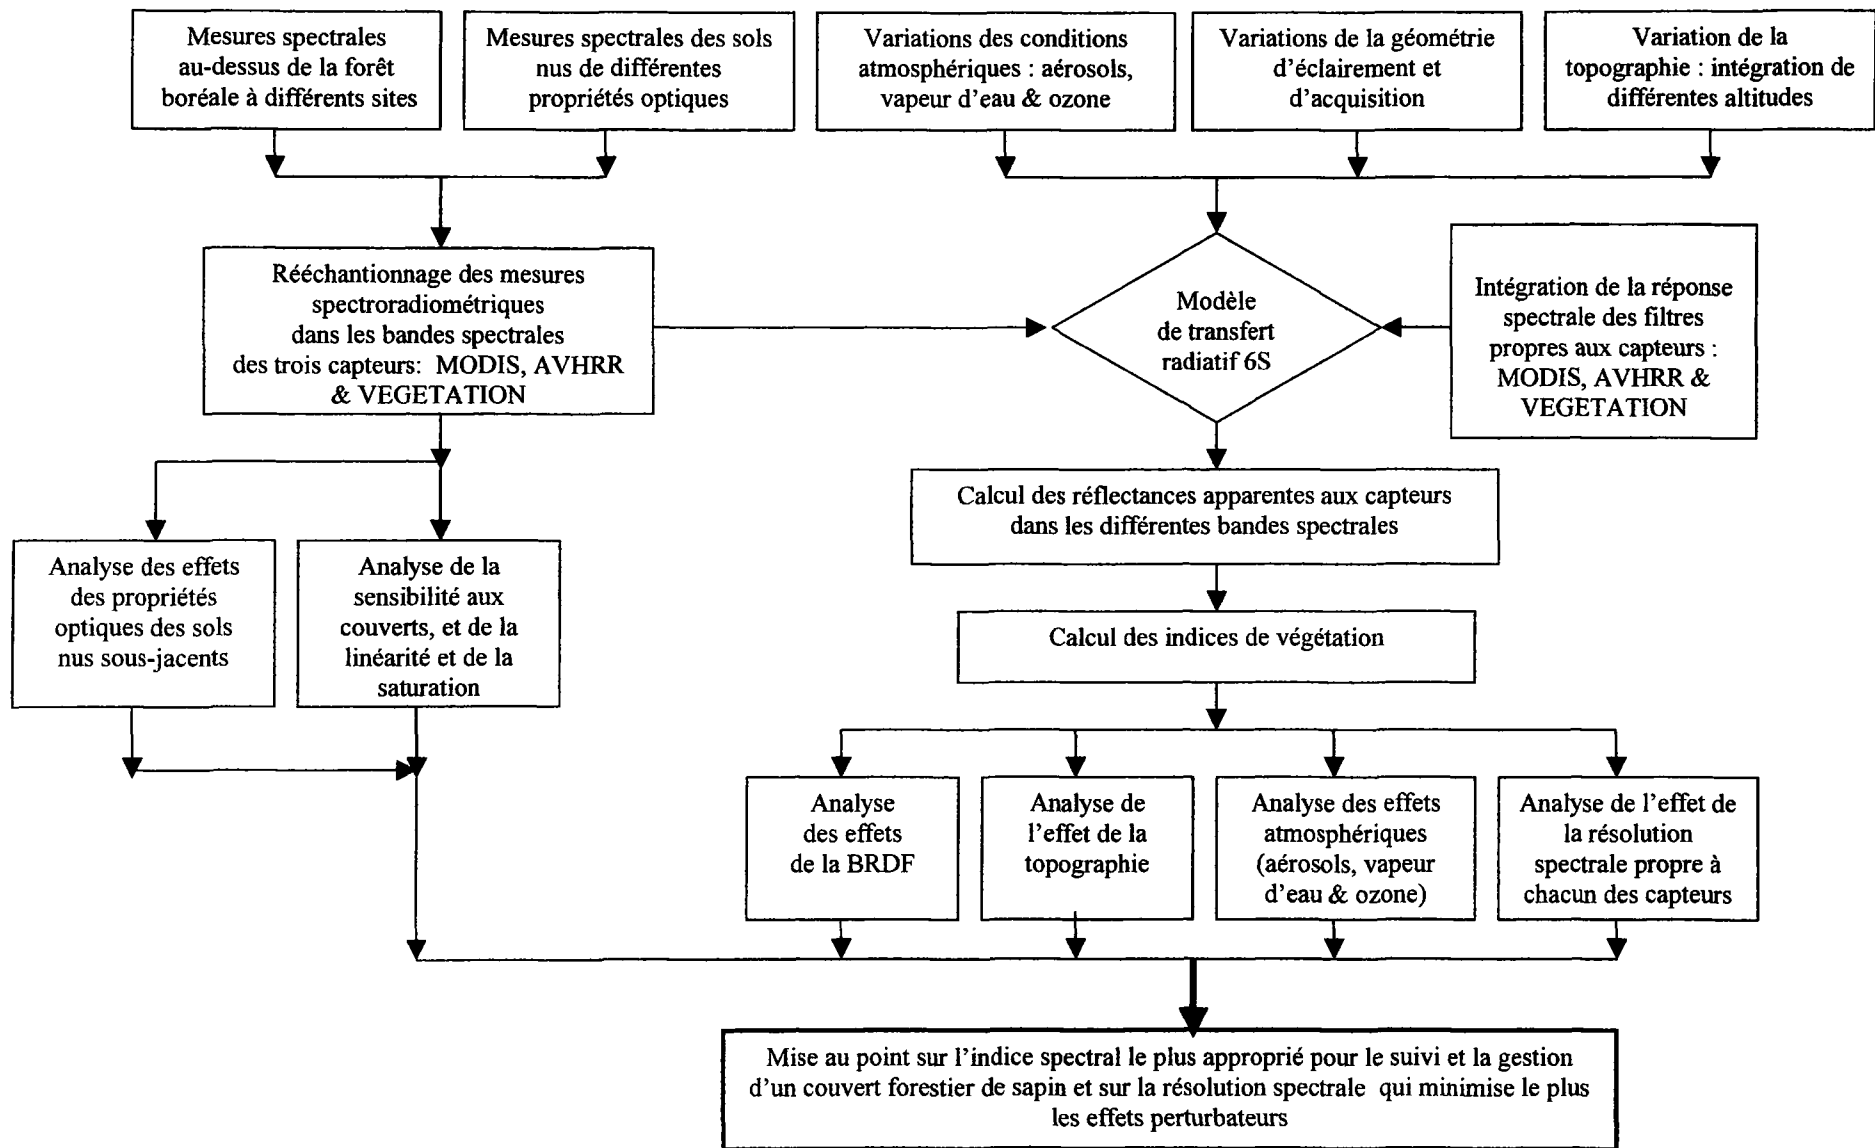 Mesures spectrales
au-dessus de la forêt
boréale à différents sites
Mesures spectrales des sols
nus de différentes
propriétés optiques
Variations des conditions
atmosphériques : aérosols,
vapeur d'eau & ozone
Variations de la géométrie
d'éclairement et
d'acquisition
Variation de la
topographie : intégration de
différentes altitudes
Rééchantionnage des mesures
spectroradiométriques
dans les bandes spectrales
des trois capteurs: MODIS, AVHRR
& VEGETATION
Modèle
de transfert
radiatif 6S
Intégration de la réponse
spectrale des filtres
propres aux capteurs :
MODIS, AVHRR &
VEGETATION
Calcul des réflectances apparentes aux capteurs
dans les différentes bandes spectrales
Analyse des effets
des propriétés
optiques des sols
nus sous-jacents
Analyse de la
sensibilité aux
couverts, et de la
linéarité et de la
saturation
Calcul des indices de végétation
Analyse
des effets
de la BRDF
Analyse de
l'effet de la
topographie
Analyse des effets
atmosphériques
(aérosols, vapeur
d'eau & ozone)
Analyse de l'effet de
la résolution
spectrale propre à
chacun des capteurs
Mise au point sur l'indice spectral le plus approprié pour le suivi et la gestion
d'un couvert forestier de sapin et sur la résolution spectrale qui minimise le plus
les effets perturbateurs